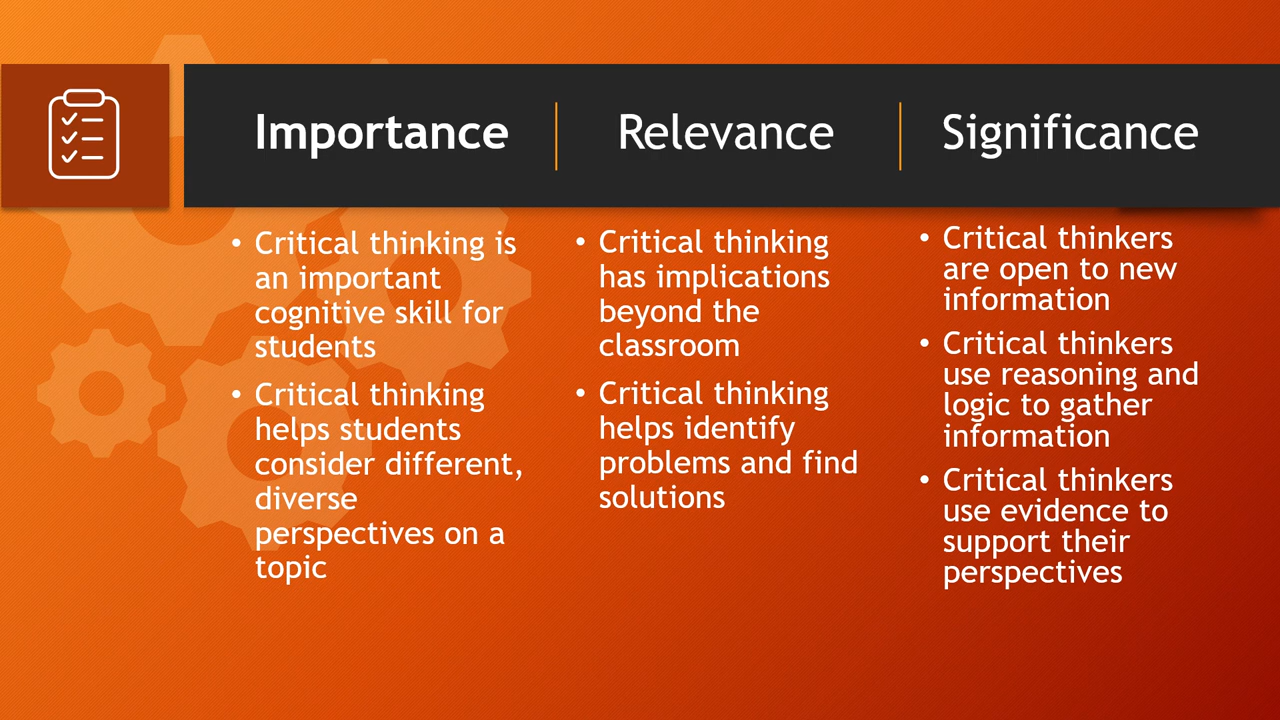 Importance
Relevance
Significance
• Critical thinking is
an important
cognitive skill for
students
• Critical thinking
helps students
consider different,
diverse
perspectives on a
topic
• Critical thinking
has implications
beyond the
classroom
• Critical thinking
helps identify
problems and find
solutions
• Critical thinkers
are open to new
information
• Critical thinkers
use reasoning and
logic to gather
information
• Critical thinkers
use evidence to
support their
perspectives